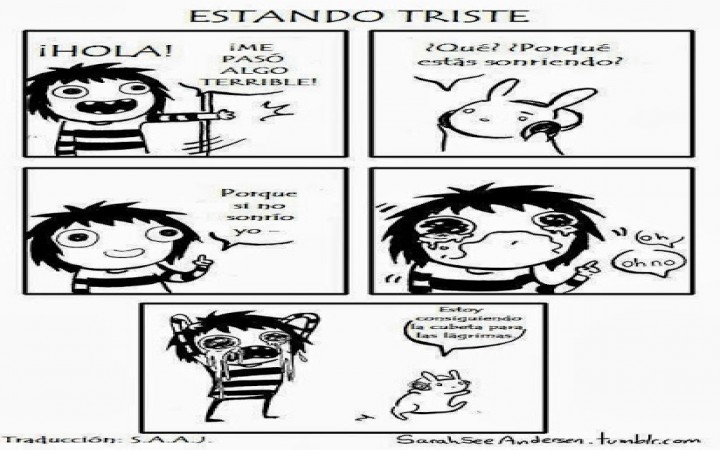 ESTANDO TRISTE
¡HOLA!
¡ME
PASÓ
ALGO
TERRIBLE!
¿Qué? ¿Porqué
estás sonriendo?
Porque
si no
sonrío
yo –
oh
oh no
Estoy
consiguiendo
la cubeta para
las lágrimas.
Traducción: S.A.A.J.
SarahSeeAndersen.tumblr.com